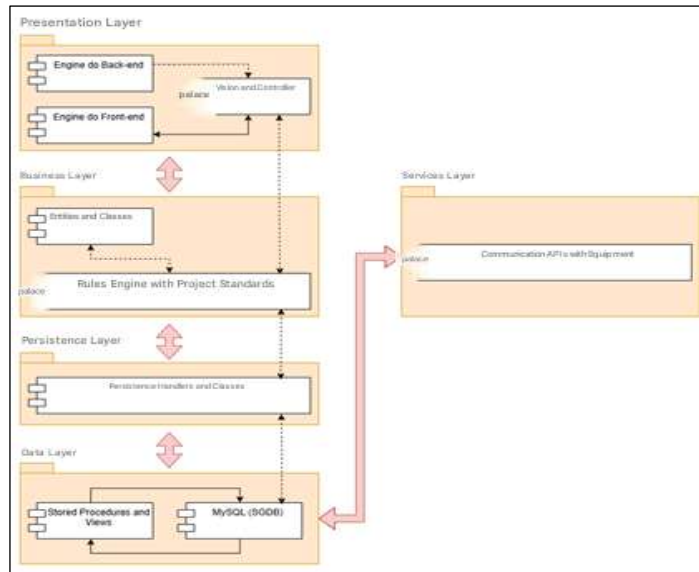 Presentation Layer
Engine do Back-end
palace
Vision and Controller
Engine do Front-end
Business Layer
Services Layer
Entities and Classes
palace
Communication API s with Equipment
palace
Rules Engine with Project Standards
Persistence Layer
Persistence Handlers and Classes
Data Layer
Stored Procedures and
Views
MySQL (SGDB)